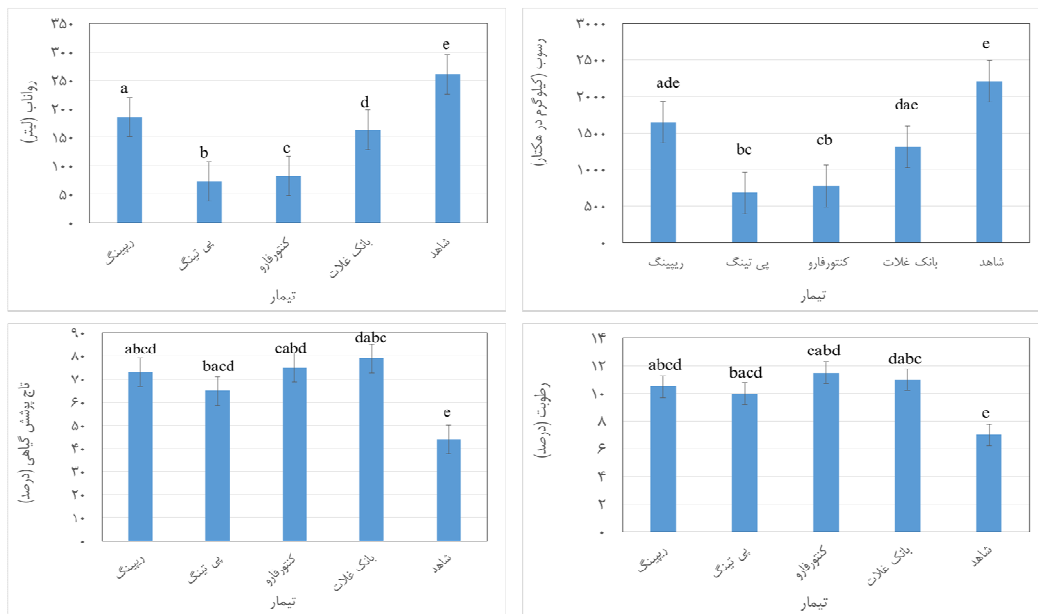 رواناب (لیتر)
۳۵۰
۳۰۰
۲۵۰
۲۰۰
۱۵۰
۱۰۰
۵۰
۰
a
b
c
d
e
ریپینگ
پی تینگ
کنتورفارو
بانک غلات
شاهد
تیمار
رسوب (کیلوگرم در هکتار)
۳۰۰۰
۲۵۰۰
۲۰۰۰
۱۵۰۰
۱۰۰۰
۵۰۰
۰
ade
bc
cb
dac
e
ریپینگ
پی تینگ
کنتورفارو
بانک غلات
شاهد
تیمار
تاج پوشش گیاهی (درصد)
۹۰
۸۰
۷۰
۶۰
۵۰
۴۰
۳۰
۲۰
۱۰
۰
abcd
bacd
cabd
dabc
e
ریپینگ
پی تینگ
کنتورفارو
بانک غلات
شاهد
تیمار
رطوبت (درصد)
۱۴
۱۲
۱۰
۸
۶
۴
۲
۰
abcd
bacd
cabd
dabc
e
ریپینگ
پی تینگ
کنتورفارو
بانک غلات
شاهد
تیمار